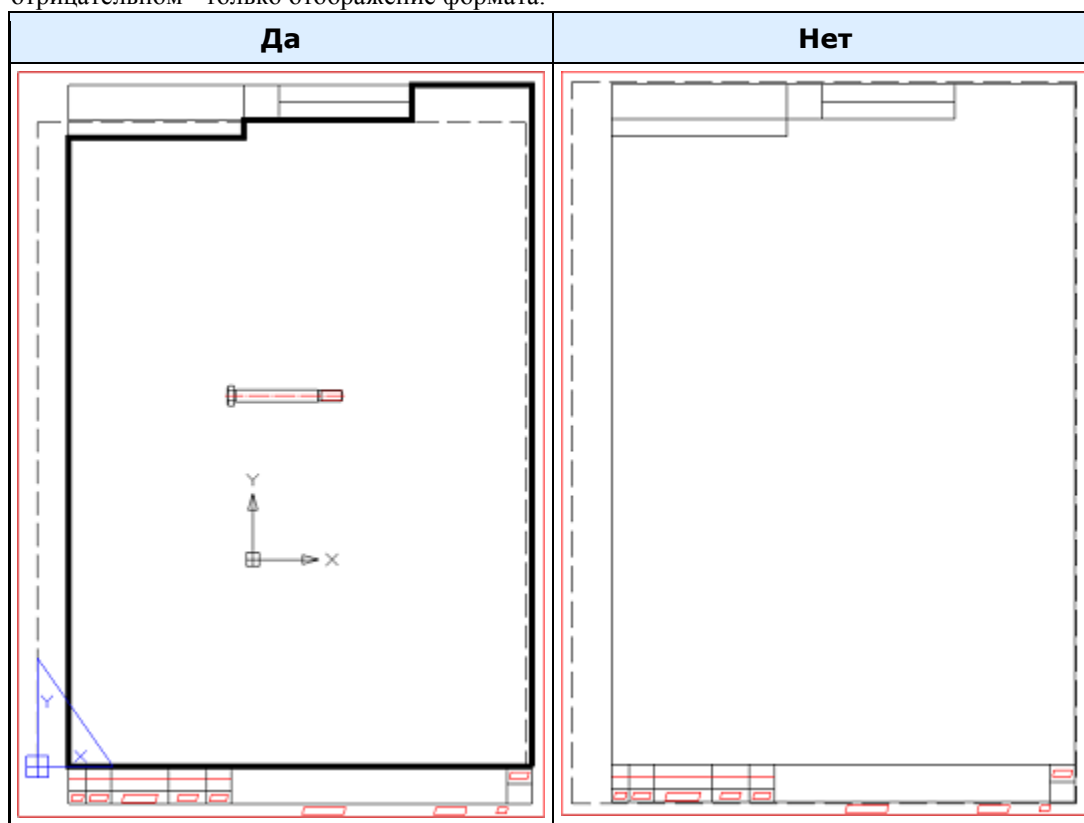 отрицательном - только отображение формата.
Да
Нет
Y
X
Y
X